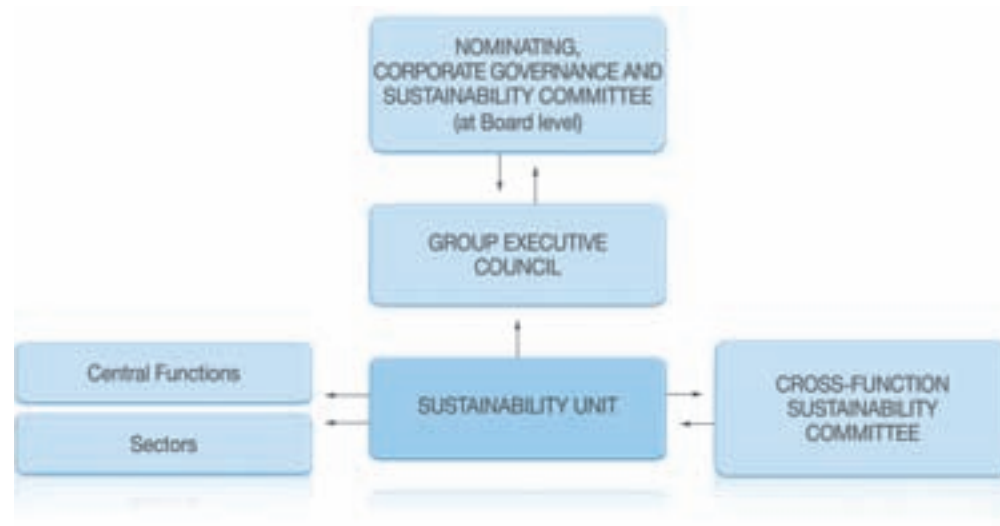 NOMINATING,
CORPORATE GOVERNANCE AND
SUSTAINABILITY COMMITTEE
(at Board level)
GROUP EXECUTIVE
COUNCIL
Central Functions
Sectors
SUSTAINABILITY UNIT
CROSS-FUNCTION
SUSTAINABILITY
COMMITTEE